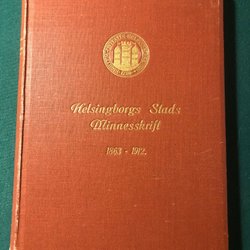 Helsingborgs Stads
Minnesskrift
1863 - 1912.